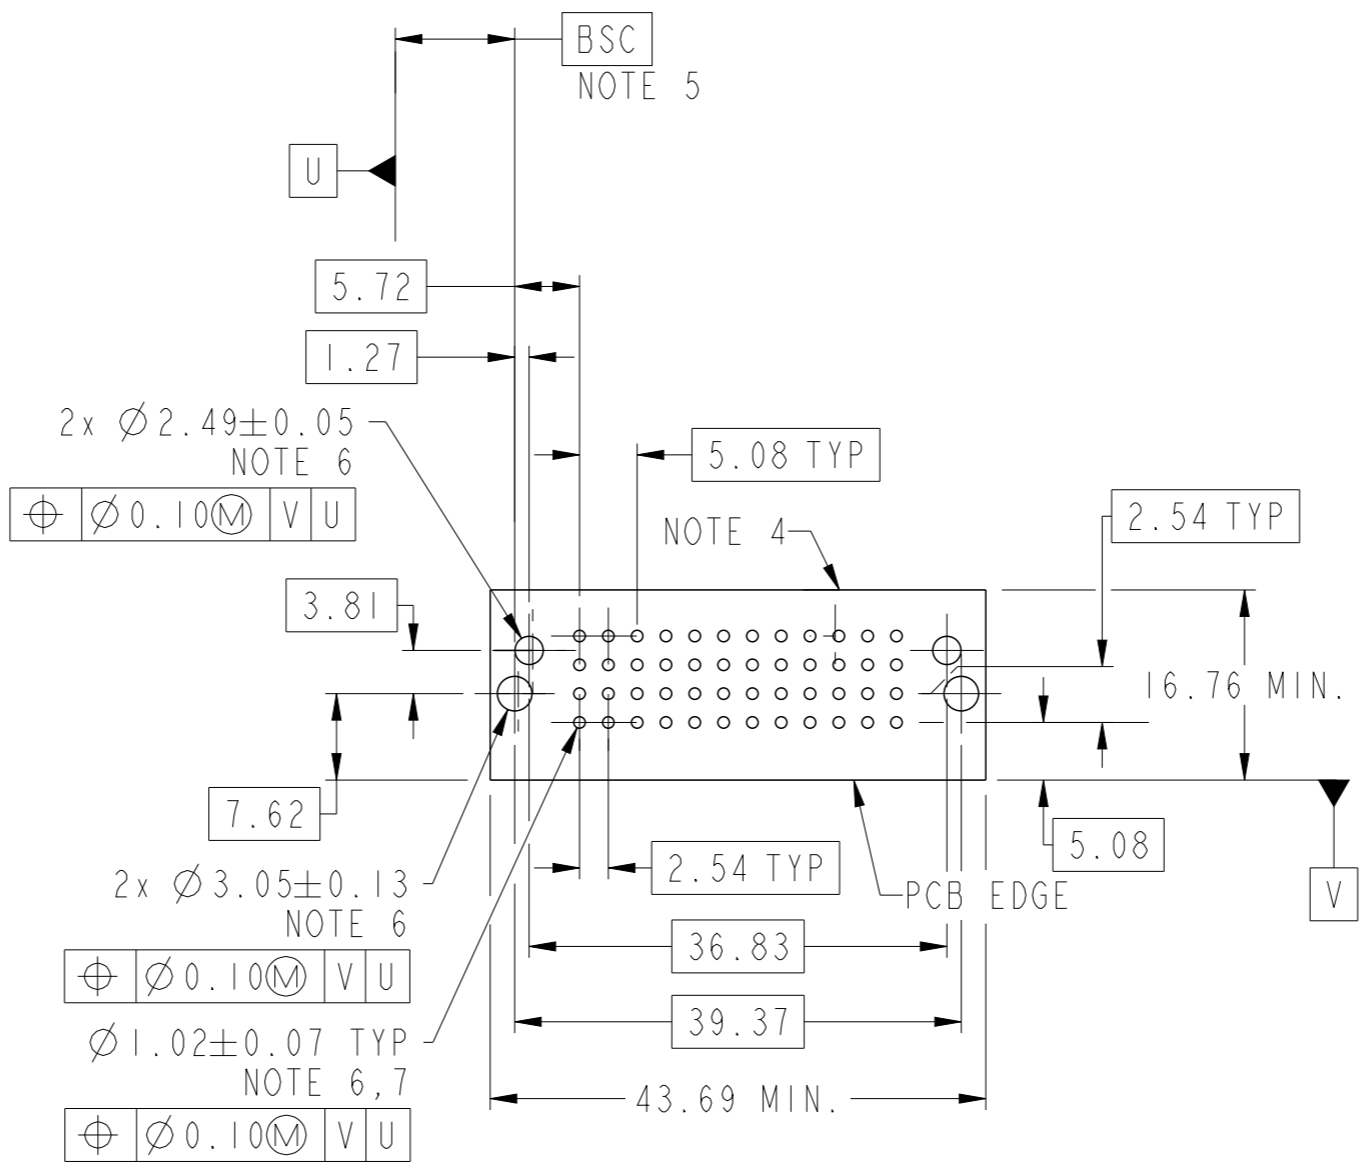 BSC
NOTE 5
U
5.72
1.27
2x ∅2.49±0.05
NOTE 6
⌖ ∅0.10Ⓜ V U
5.08 TYP
2.54 TYP
NOTE 4
3.81
16.76 MIN.
7.62
5.08
2.54 TYP
2x ∅3.05±0.13
NOTE 6
PCB EDGE
V
⌖ ∅0.10Ⓜ V U
36.83
∅1.02±0.07 TYP
NOTE 6,7
39.37
⌖ ∅0.10Ⓜ V U
43.69 MIN.